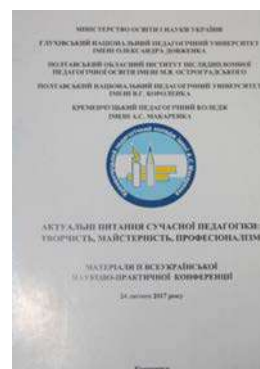 МІНІСТЕРСТВО ОСВІТИ І НАУКИ УКРАЇНИ
ГЛУХІВСЬКИЙ НАЦІОНАЛЬНИЙ ПЕДАГОГІЧНИЙ УНІВЕРСИТЕТ
ІМЕНІ ОЛЕКСАНДРА ДОВЖЕНКА
ПОЛТАВСЬКИЙ ОБЛАСНИЙ ІНСТИТУТ ПІСЛЯДИПЛОМНОЇ
ПЕДАГОГІЧНОЇ ОСВІТИ ІМЕНІ М.В. ОСТРОГРАДСЬКОГО
ПОЛТАВСЬКИЙ НАЦІОНАЛЬНИЙ ПЕДАГОГІЧНИЙ УНІВЕРСИТЕТ
ІМЕНІ В.Г. КОРОЛЕНКА
КРЕМЕНЧУЦЬКИЙ ПЕДАГОГІЧНИЙ КОЛЕДЖ
ІМЕНІ А.С. МАКАРЕНКА
АКТУАЛЬНІ ПИТАННЯ СУЧАСНОЇ ПЕДАГОГІКИ:
ТВОРЧІСТЬ, МАЙСТЕРНІСТЬ, ПРОФЕСІОНАЛІЗМ
МАТЕРІАЛИ ІІ ВСЕУКРАЇНСЬКОЇ
НАУКОВО-ПРАКТИЧНОЇ КОНФЕРЕНЦІЇ
24 лютого 2017 року